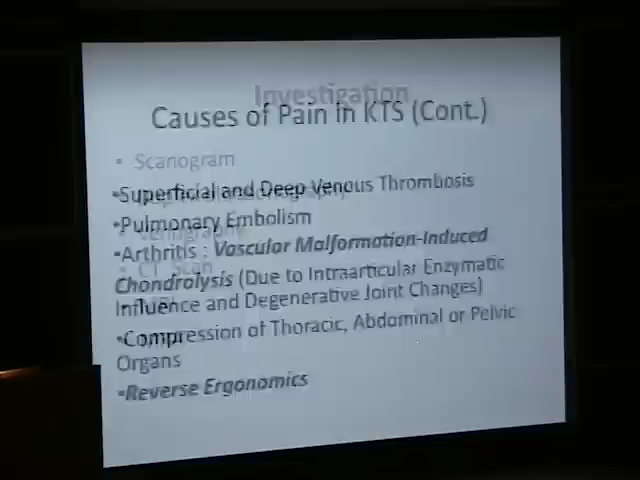 Investigation
Causes of Pain in KTS (Cont.)
• Scanogram
•Superficial and Deep Venous Thrombosis
•Pulmonary Embolism
•Arthritis : Vascular Malformation-Induced
• CT Scan
Chondrolysis (Due to Intraarticular Enzymatic
Influence and Degenerative Joint Changes)
•Compression of Thoracic, Abdominal or Pelvic
Organs
•Reverse Ergonomics